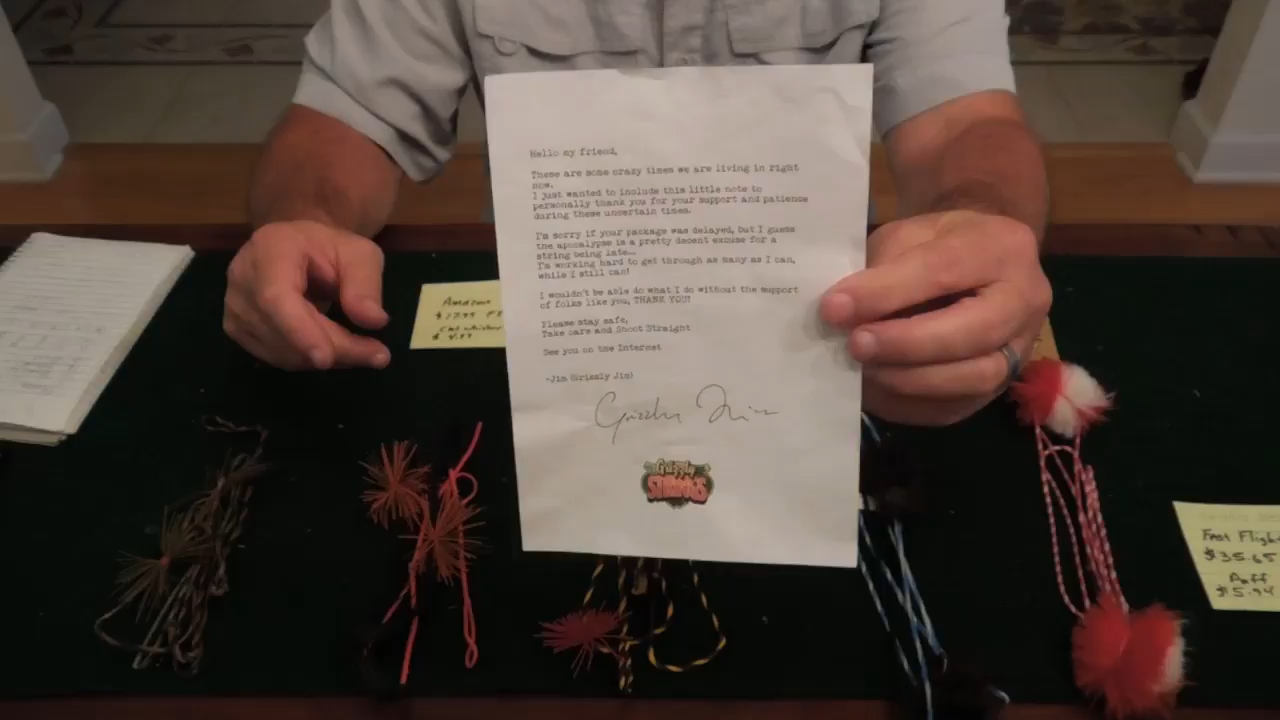 Hello my friend,
These are some crazy times we are living in right
now.
I just wanted to include this little note to
personally thank you for your support and patience
during these uncertain times.
I'm sorry if your package was delayed, but I guess
the apocalypse is a pretty decent excuse for a
string being late...
I'm working hard to get through as many as I can,
while I still can!
I wouldn't be able do what I do without the support
of folks like you, THANK YOU!
Please stay safe,
Take care and Shoot Straight
See you on the Internet
-Jim (Grizzly Jim)
Grizzly Jim
Grizzly
STRINGS
Amazon
Cat whisker
Fast Flight
$35.65
Puff
$5.94